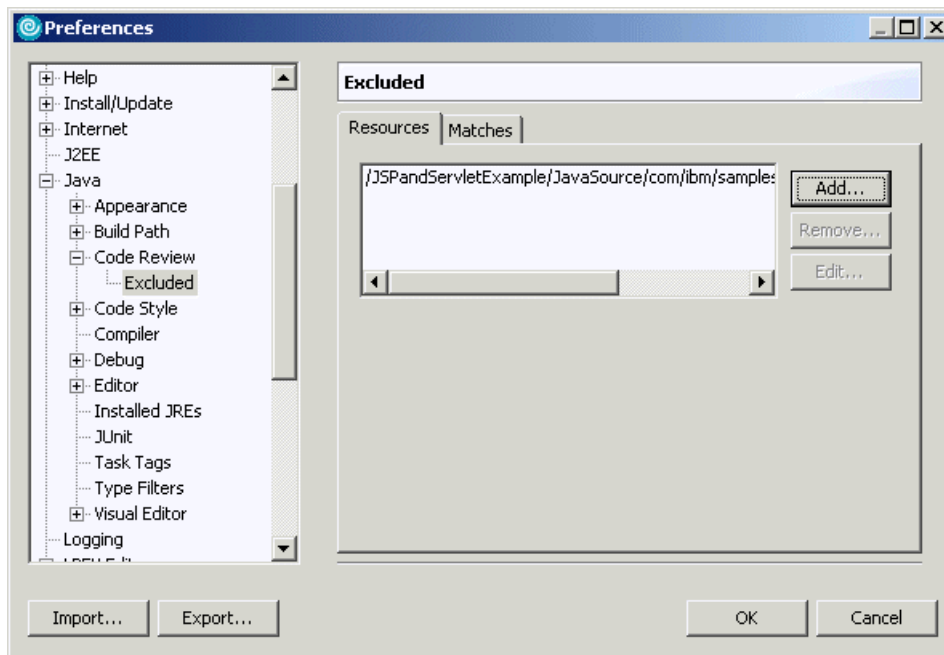 Preferences
Help
Install/Update
Internet
J2EE
Java
Appearance
Build Path
Code Review
Excluded
Code Style
Compiler
Debug
Editor
Installed JREs
JUnit
Task Tags
Type Filters
Visual Editor
Logging
Excluded
Resources Matches
/JSPandServletExample/JavaSource/com/ibm/samples
Add...
Remove...
Edit...
Import... Export... OK Cancel